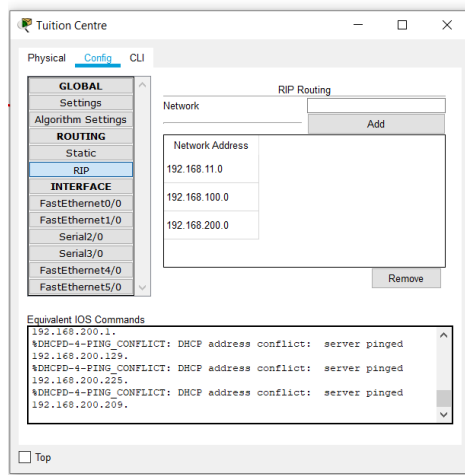 Tuition Centre
Physical Config CLI
GLOBAL
Settings
Algorithm Settings
ROUTING
Static
RIP
INTERFACE
FastEthernet0/0
FastEthernet1/0
Serial2/0
Serial3/0
FastEthernet4/0
FastEthernet5/0
RIP Routing
Network
Add
Network Address
192.168.11.0
192.168.100.0
192.168.200.0
Remove
Equivalent IOS Commands
192.168.200.1.
%DHCPD-4-PING_CONFLICT: DHCP address conflict: server pinged
192.168.200.129.
%DHCPD-4-PING_CONFLICT: DHCP address conflict: server pinged
192.168.200.225.
%DHCPD-4-PING_CONFLICT: DHCP address conflict: server pinged
192.168.200.209.
Top